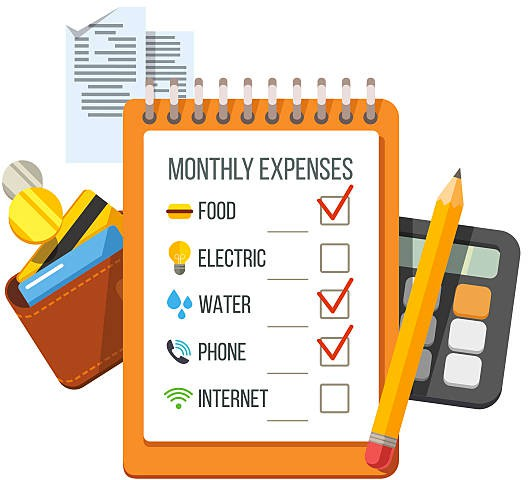 MONTHLY EXPENSES
FOOD
ELECTRIC
WATER
PHONE
INTERNET